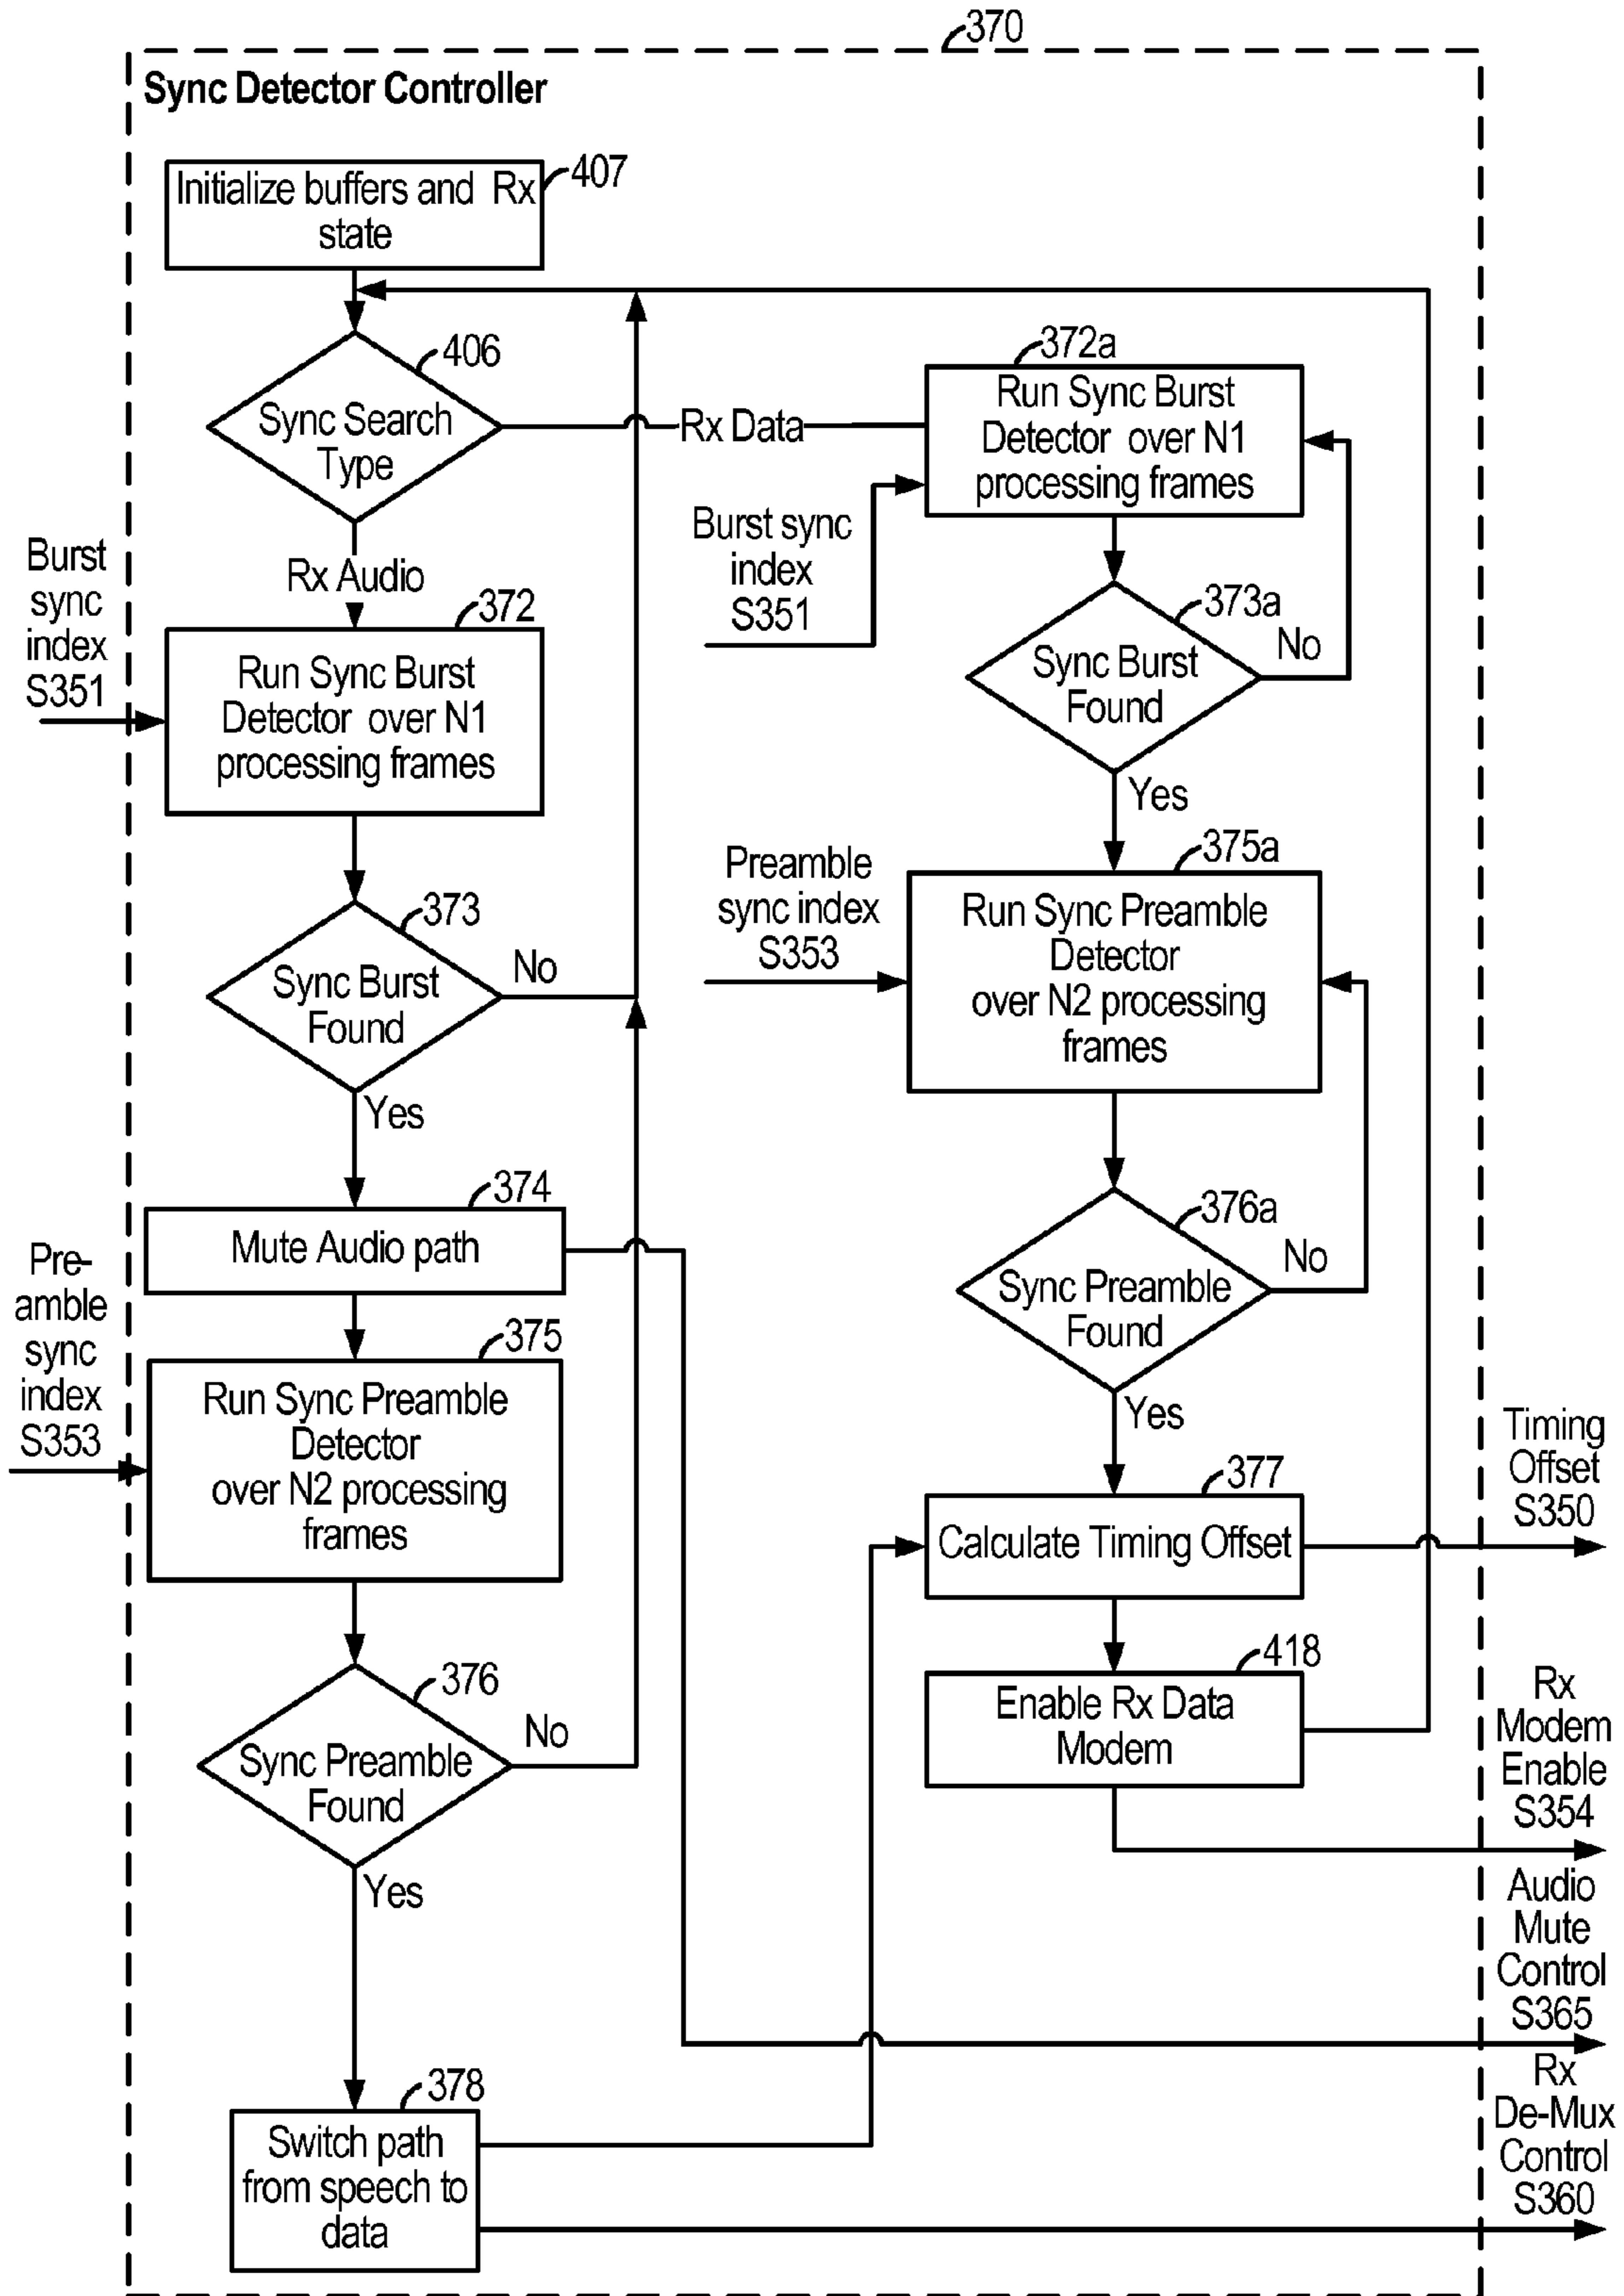 370
Sync Detector Controller
Initialize buffers and Rx
state
407
406
Sync Search
Type
Rx Data
Rx Audio
Burst
sync
index
S351
372
Run Sync Burst
Detector over N1
processing frames
373
Sync Burst
Found
No
Yes
374
Mute Audio path
Pre-
amble
sync
index
S353
375
Run Sync Preamble
Detector
over N2 processing
frames
376
Sync Preamble
Found
No
Yes
378
Switch path
from speech to
data
372a
Run Sync Burst
Detector over N1
processing frames
Burst sync
index
S351
373a
Sync Burst
Found
No
Yes
375a
Preamble
sync index
S353
Run Sync Preamble
Detector
over N2 processing
frames
376a
Sync Preamble
Found
No
Yes
377
Calculate Timing Offset
418
Enable Rx Data
Modem
Timing
Offset
S350
Rx
Modem
Enable
S354
Audio
Mute
Control
S365
Rx
De-Mux
Control
S360